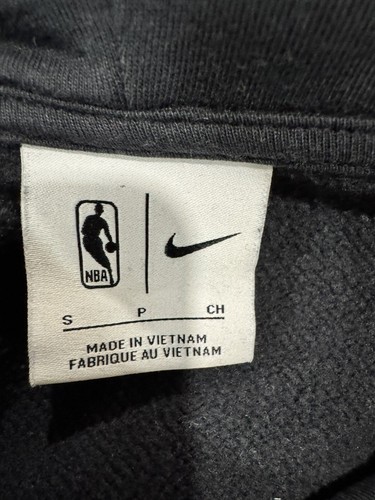 NBA
S P CH
MADE IN VIETNAM
FABRIQUE AU VIETNAM